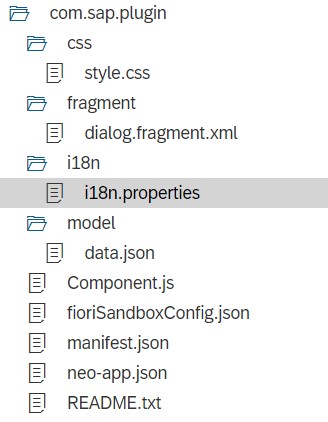 com.sap.plugin
css
style.css
fragment
dialog.fragment.xml
i18n
i18n.properties
model
data.json
Component.js
fioriSandboxConfig.json
manifest.json
neo-app.json
README.txt